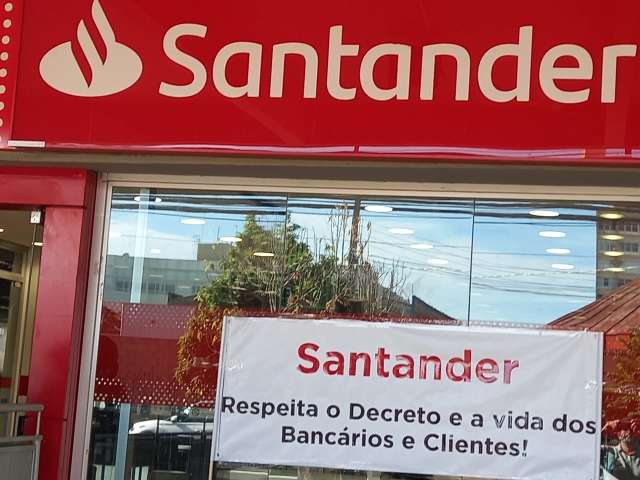 Santander
Santander
Respeita o Decreto e a vida dos
Bancários e Clientes!